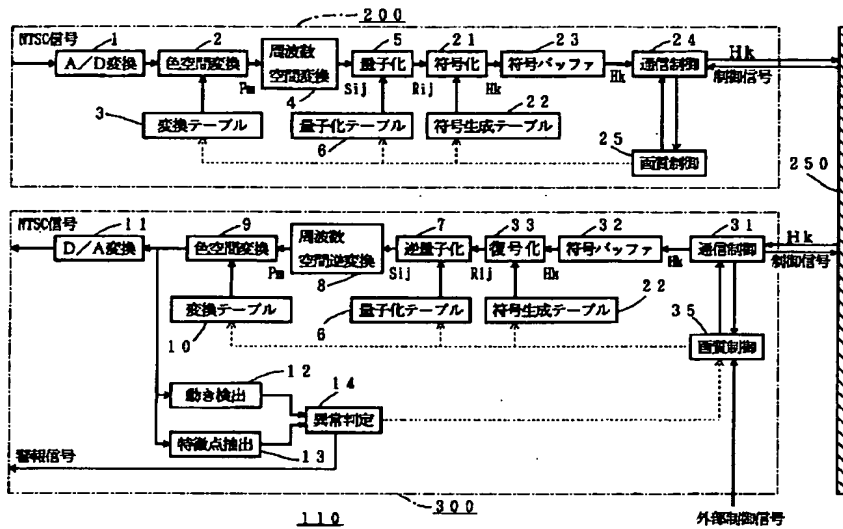 200
NTSC信号
1
2
5
21
23
24
A/D変換
色空間変換
周波数
空間変換
量子化
符号化
符号バッファ
通信制御
Hk
制御信号
Pm
4
Sij
Rij
Hk
Hk
3
変換テーブル
量子化テーブル
6
符号生成テーブル
22
25
画質制御
250
NTSC信号
11
9
7
33
32
31
D/A変換
色空間変換
周波数
空間逆変換
逆量子化
復号化
符号バッファ
通信制御
Hk
制御信号
Pm
8
Sij
Rij
Hk
Hk
変換テーブル
10
量子化テーブル
6
符号生成テーブル
22
35
画質制御
12
動き検出
14
異常判定
特徴点抽出
13
警報信号
300
110
外部制御信号